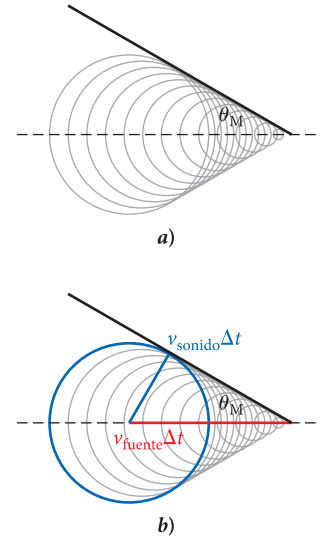 θM
a)
vsonidoΔt
θM
vfuenteΔt
b)